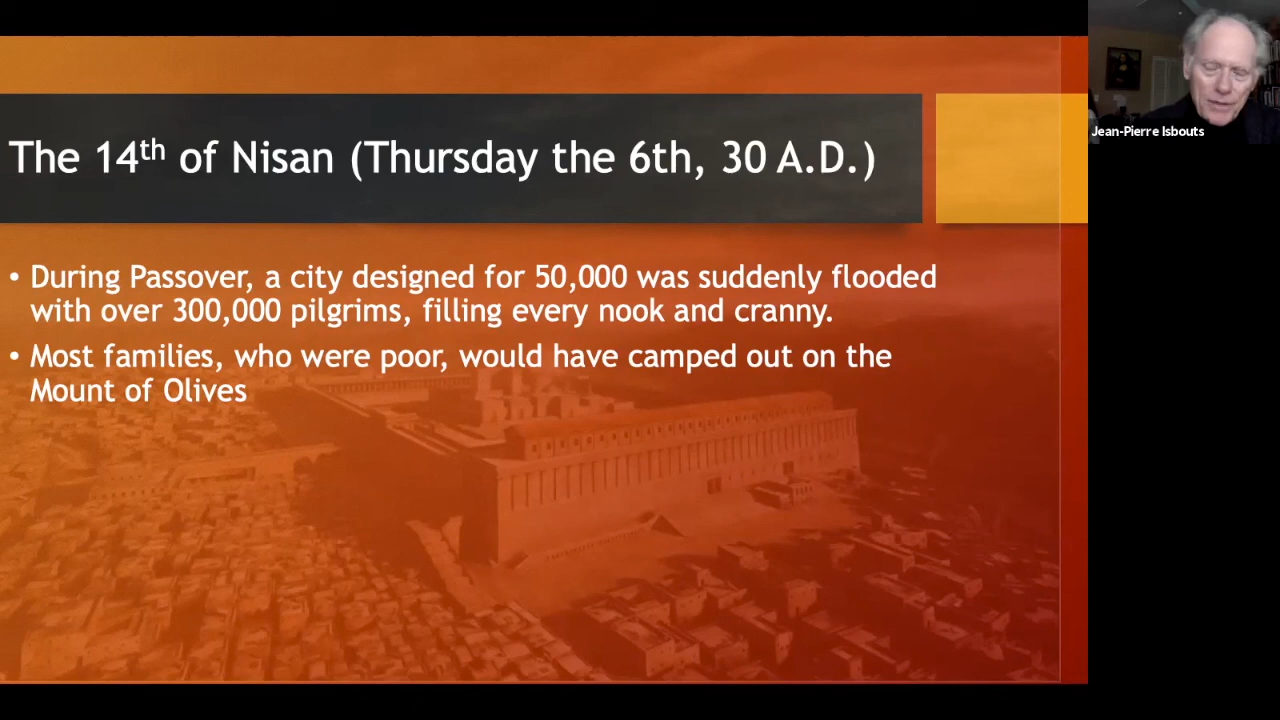 The 14th of Nisan (Thursday the 6th, 30 A.D.)
• During Passover, a city designed for 50,000 was suddenly flooded
with over 300,000 pilgrims, filling every nook and cranny.
• Most families, who were poor, would have camped out on the
Mount of Olives
Jean-Pierre Isbouts